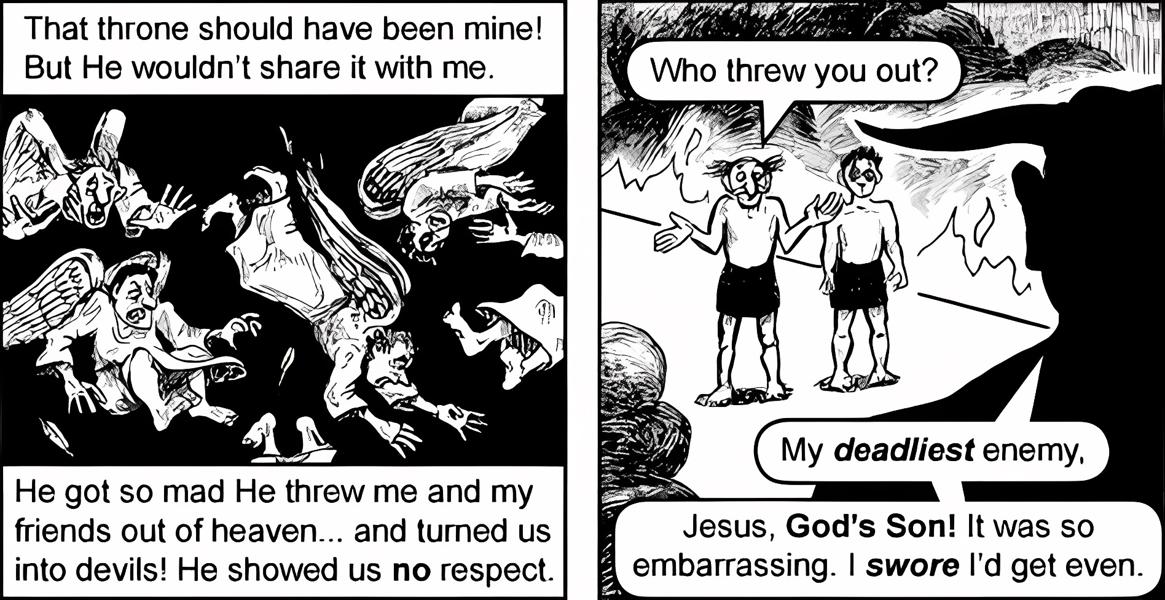 That throne should have been mine!
But He wouldn't share it with me.
He got so mad He threw me and my
friends out of heaven... and turned us
into devils! He showed us no respect.
Who threw you out?
My deadliest enemy,
Jesus, God's Son! It was so
embarrassing. I swore I'd get even.